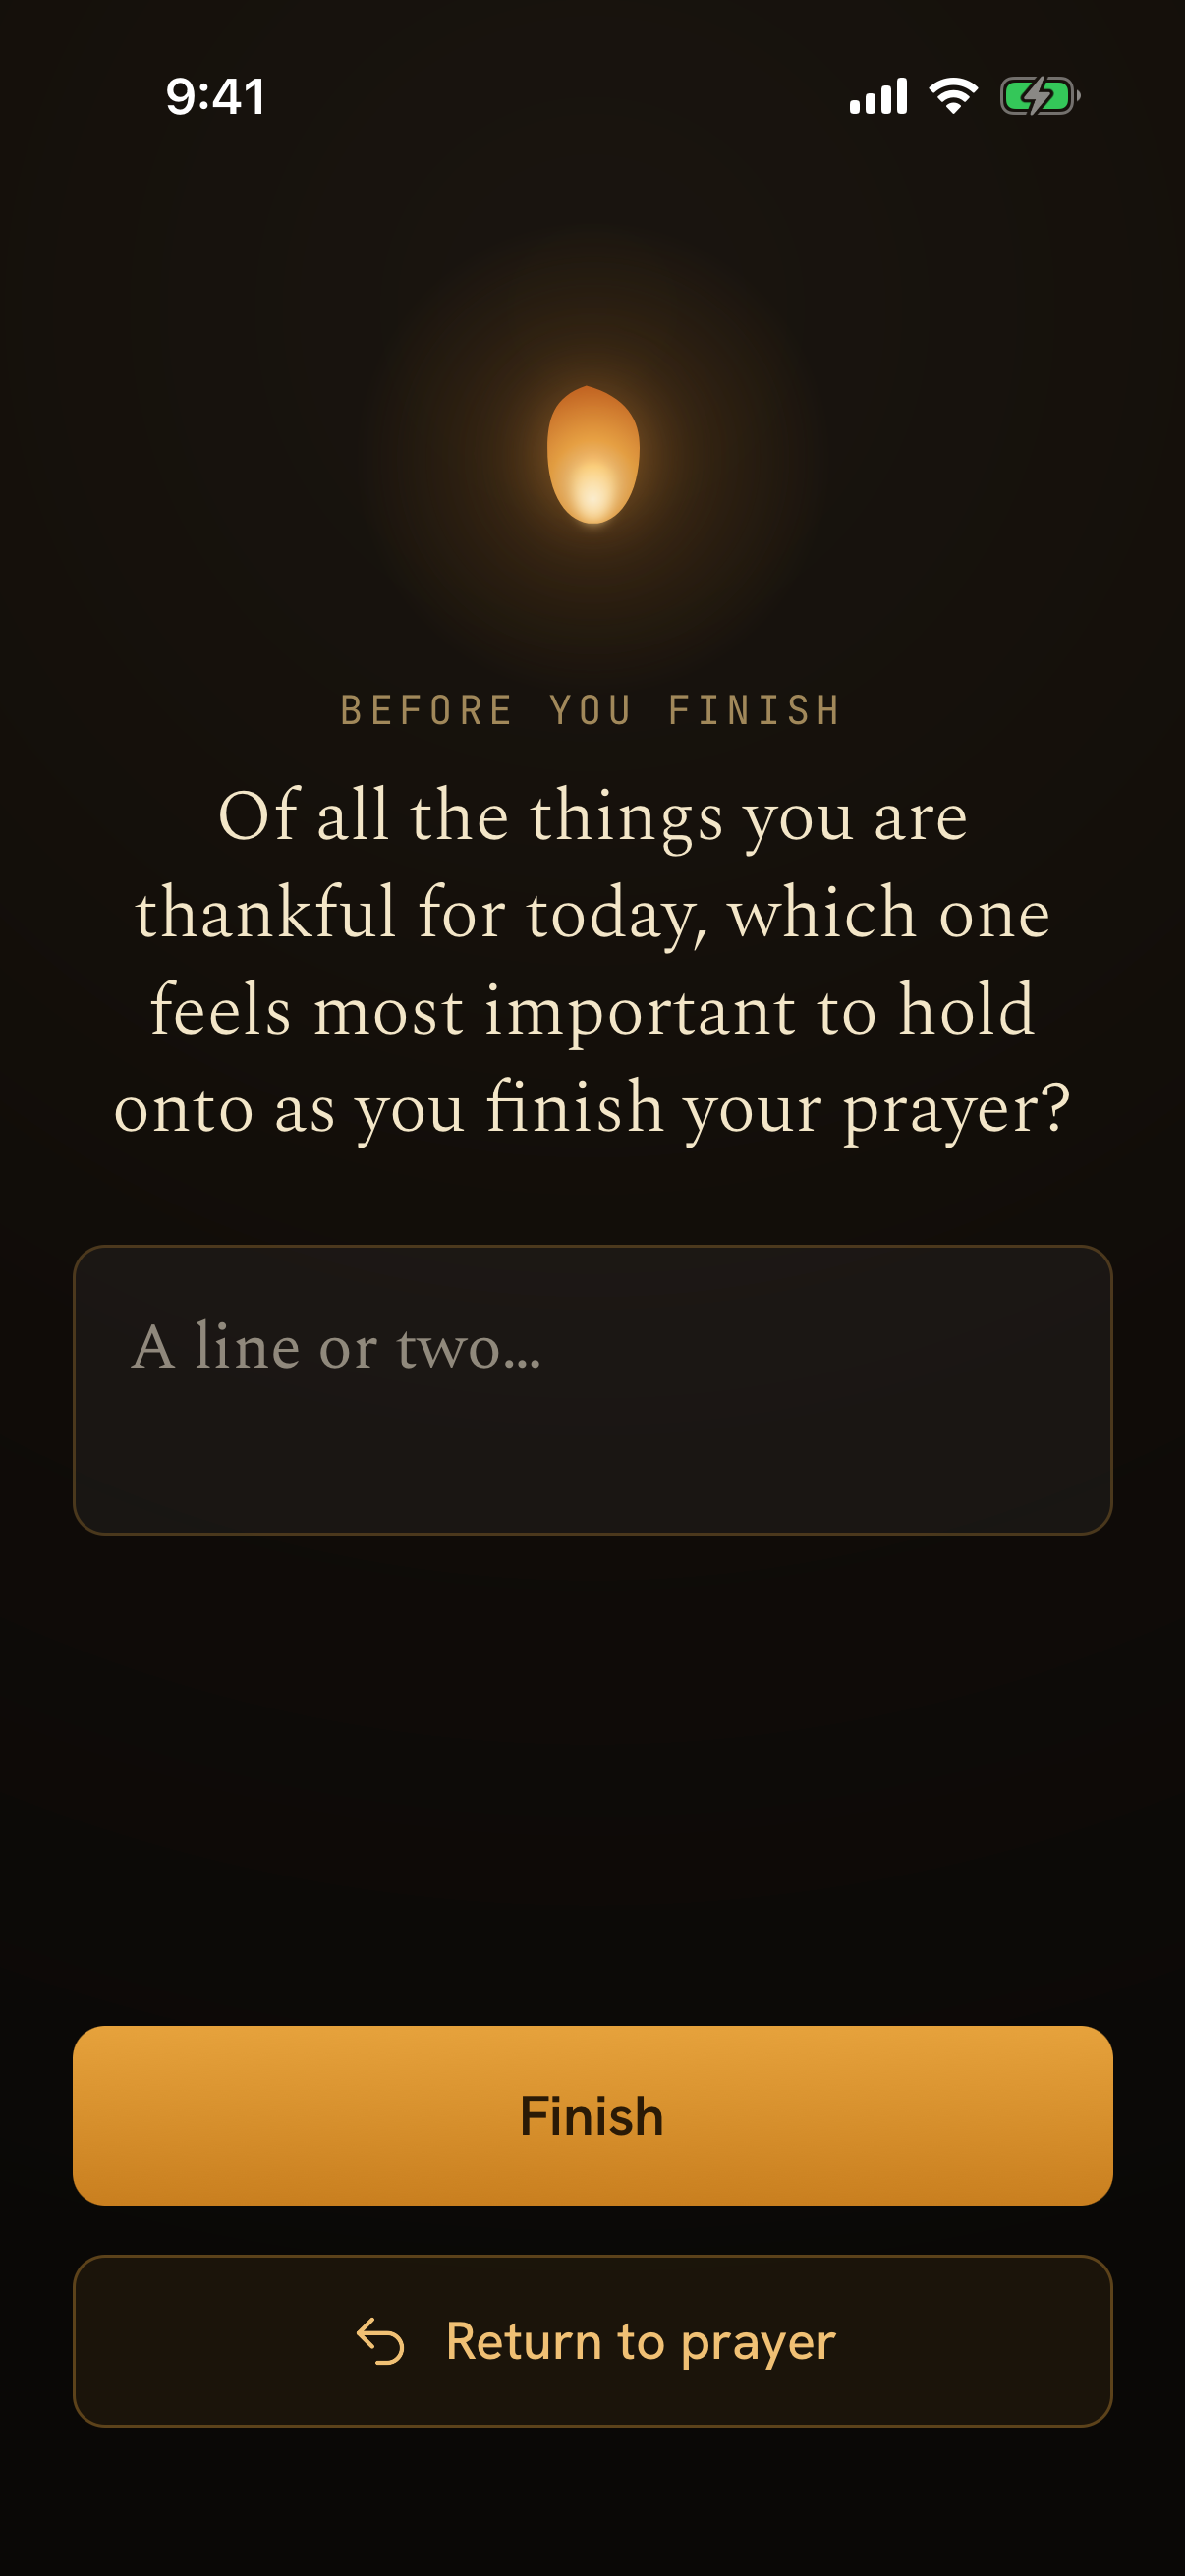 9:41
BEFORE YOU FINISH
Of all the things you are
thankful for today, which one
feels most important to hold
onto as you finish your prayer?
A line or two…
Finish
Return to prayer